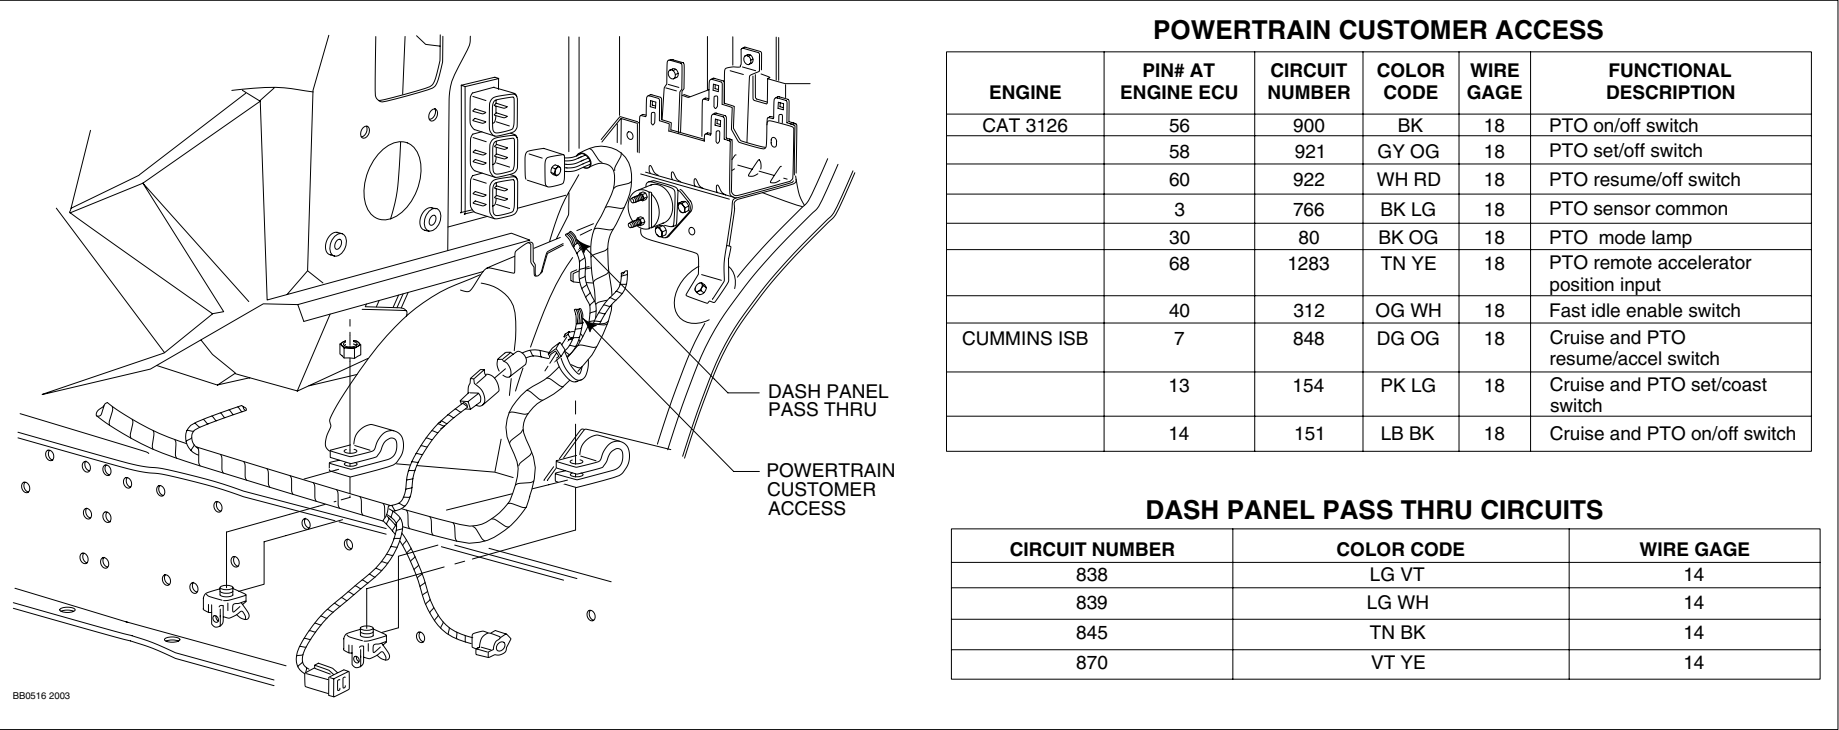 DASH PANEL
PASS THRU
POWERTRAIN
CUSTOMER
ACCESS
BB0516 2003
POWERTRAIN CUSTOMER ACCESS
ENGINE PIN# AT ENGINE ECU CIRCUIT NUMBER COLOR CODE WIRE GAGE FUNCTIONAL DESCRIPTION
CAT 3126 56 900 BK 18 PTO on/off switch
58 921 GY OG 18 PTO set/off switch
60 922 WH RD 18 PTO resume/off switch
3 766 BK LG 18 PTO sensor common
30 80 BK OG 18 PTO mode lamp
68 1283 TN YE 18 PTO remote accelerator
position input
40 312 OG WH 18 Fast idle enable switch
CUMMINS ISB 7 848 DG OG 18 Cruise and PTO
resume/accel switch
13 154 PK LG 18 Cruise and PTO set/coast
switch
14 151 LB BK 18 Cruise and PTO on/off switch
DASH PANEL PASS THRU CIRCUITS
CIRCUIT NUMBER COLOR CODE WIRE GAGE
838 LG VT 14
839 LG WH 14
845 TN BK 14
870 VT YE 14